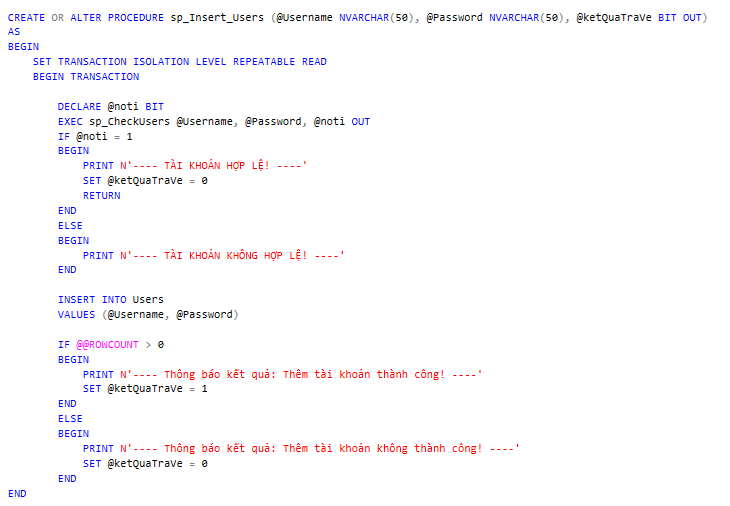 CREATE OR ALTER PROCEDURE sp_Insert_Users (@Username NVARCHAR(50), @Password NVARCHAR(50), @ketQuaTraVe BIT OUT)
AS
BEGIN
    SET TRANSACTION ISOLATION LEVEL REPEATABLE READ
    BEGIN TRANSACTION

        DECLARE @noti BIT
        EXEC sp_CheckUsers @Username, @Password, @noti OUT
        IF @noti = 1
        BEGIN
            PRINT N'---- TÀI KHOẢN HỢP LỆ! ----'
            SET @ketQuaTraVe = 0
            RETURN
        END
        ELSE
        BEGIN
            PRINT N'---- TÀI KHOẢN KHÔNG HỢP LỆ! ----'
        END

        INSERT INTO Users
        VALUES (@Username, @Password)

        IF @@ROWCOUNT > 0
        BEGIN
            PRINT N'---- Thông báo kết quả: Thêm tài khoản thành công! ----'
            SET @ketQuaTraVe = 1
        END
        ELSE
        BEGIN
            PRINT N'---- Thông báo kết quả: Thêm tài khoản không thành công! ----'
            SET @ketQuaTraVe = 0
        END
END